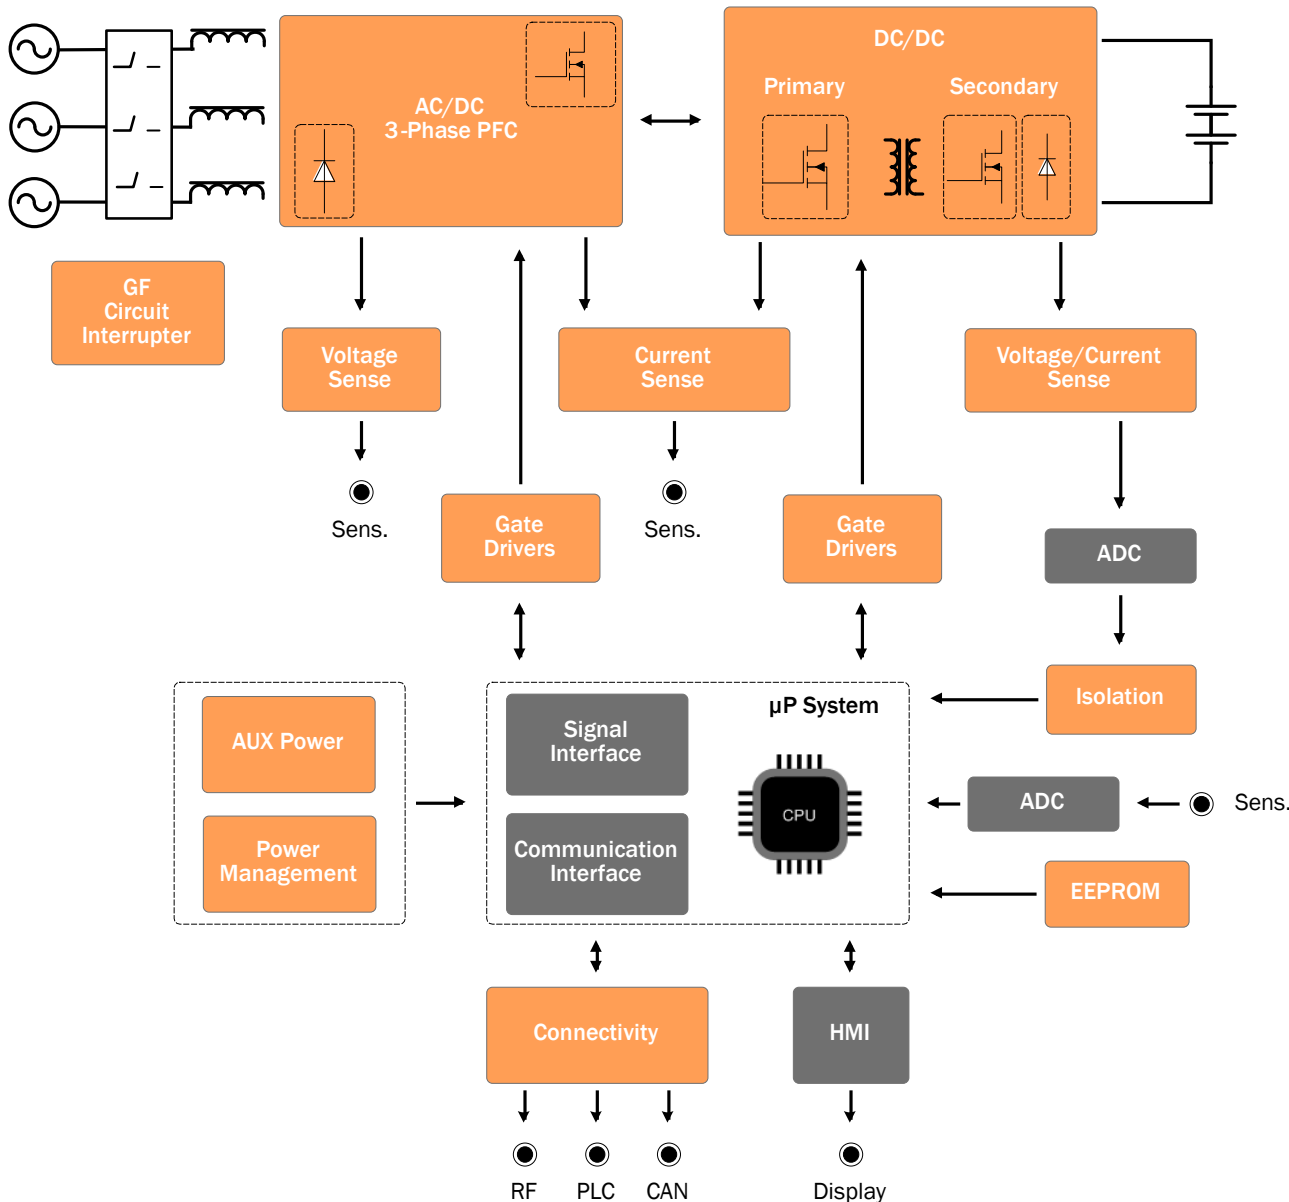 DC/DC
AC/DC
3-Phase PFC
Primary
Secondary
GF
Circuit
Interrupter
Voltage
Sense
Current
Sense
Voltage/Current
Sense
Sens.
Sens.
Gate
Drivers
Gate
Drivers
ADC
AUX Power
Power
Management
Signal
Interface
Communication
Interface
µP System
CPU
Isolation
ADC
Sens.
EEPROM
Connectivity
HMI
RF
PLC
CAN
Display